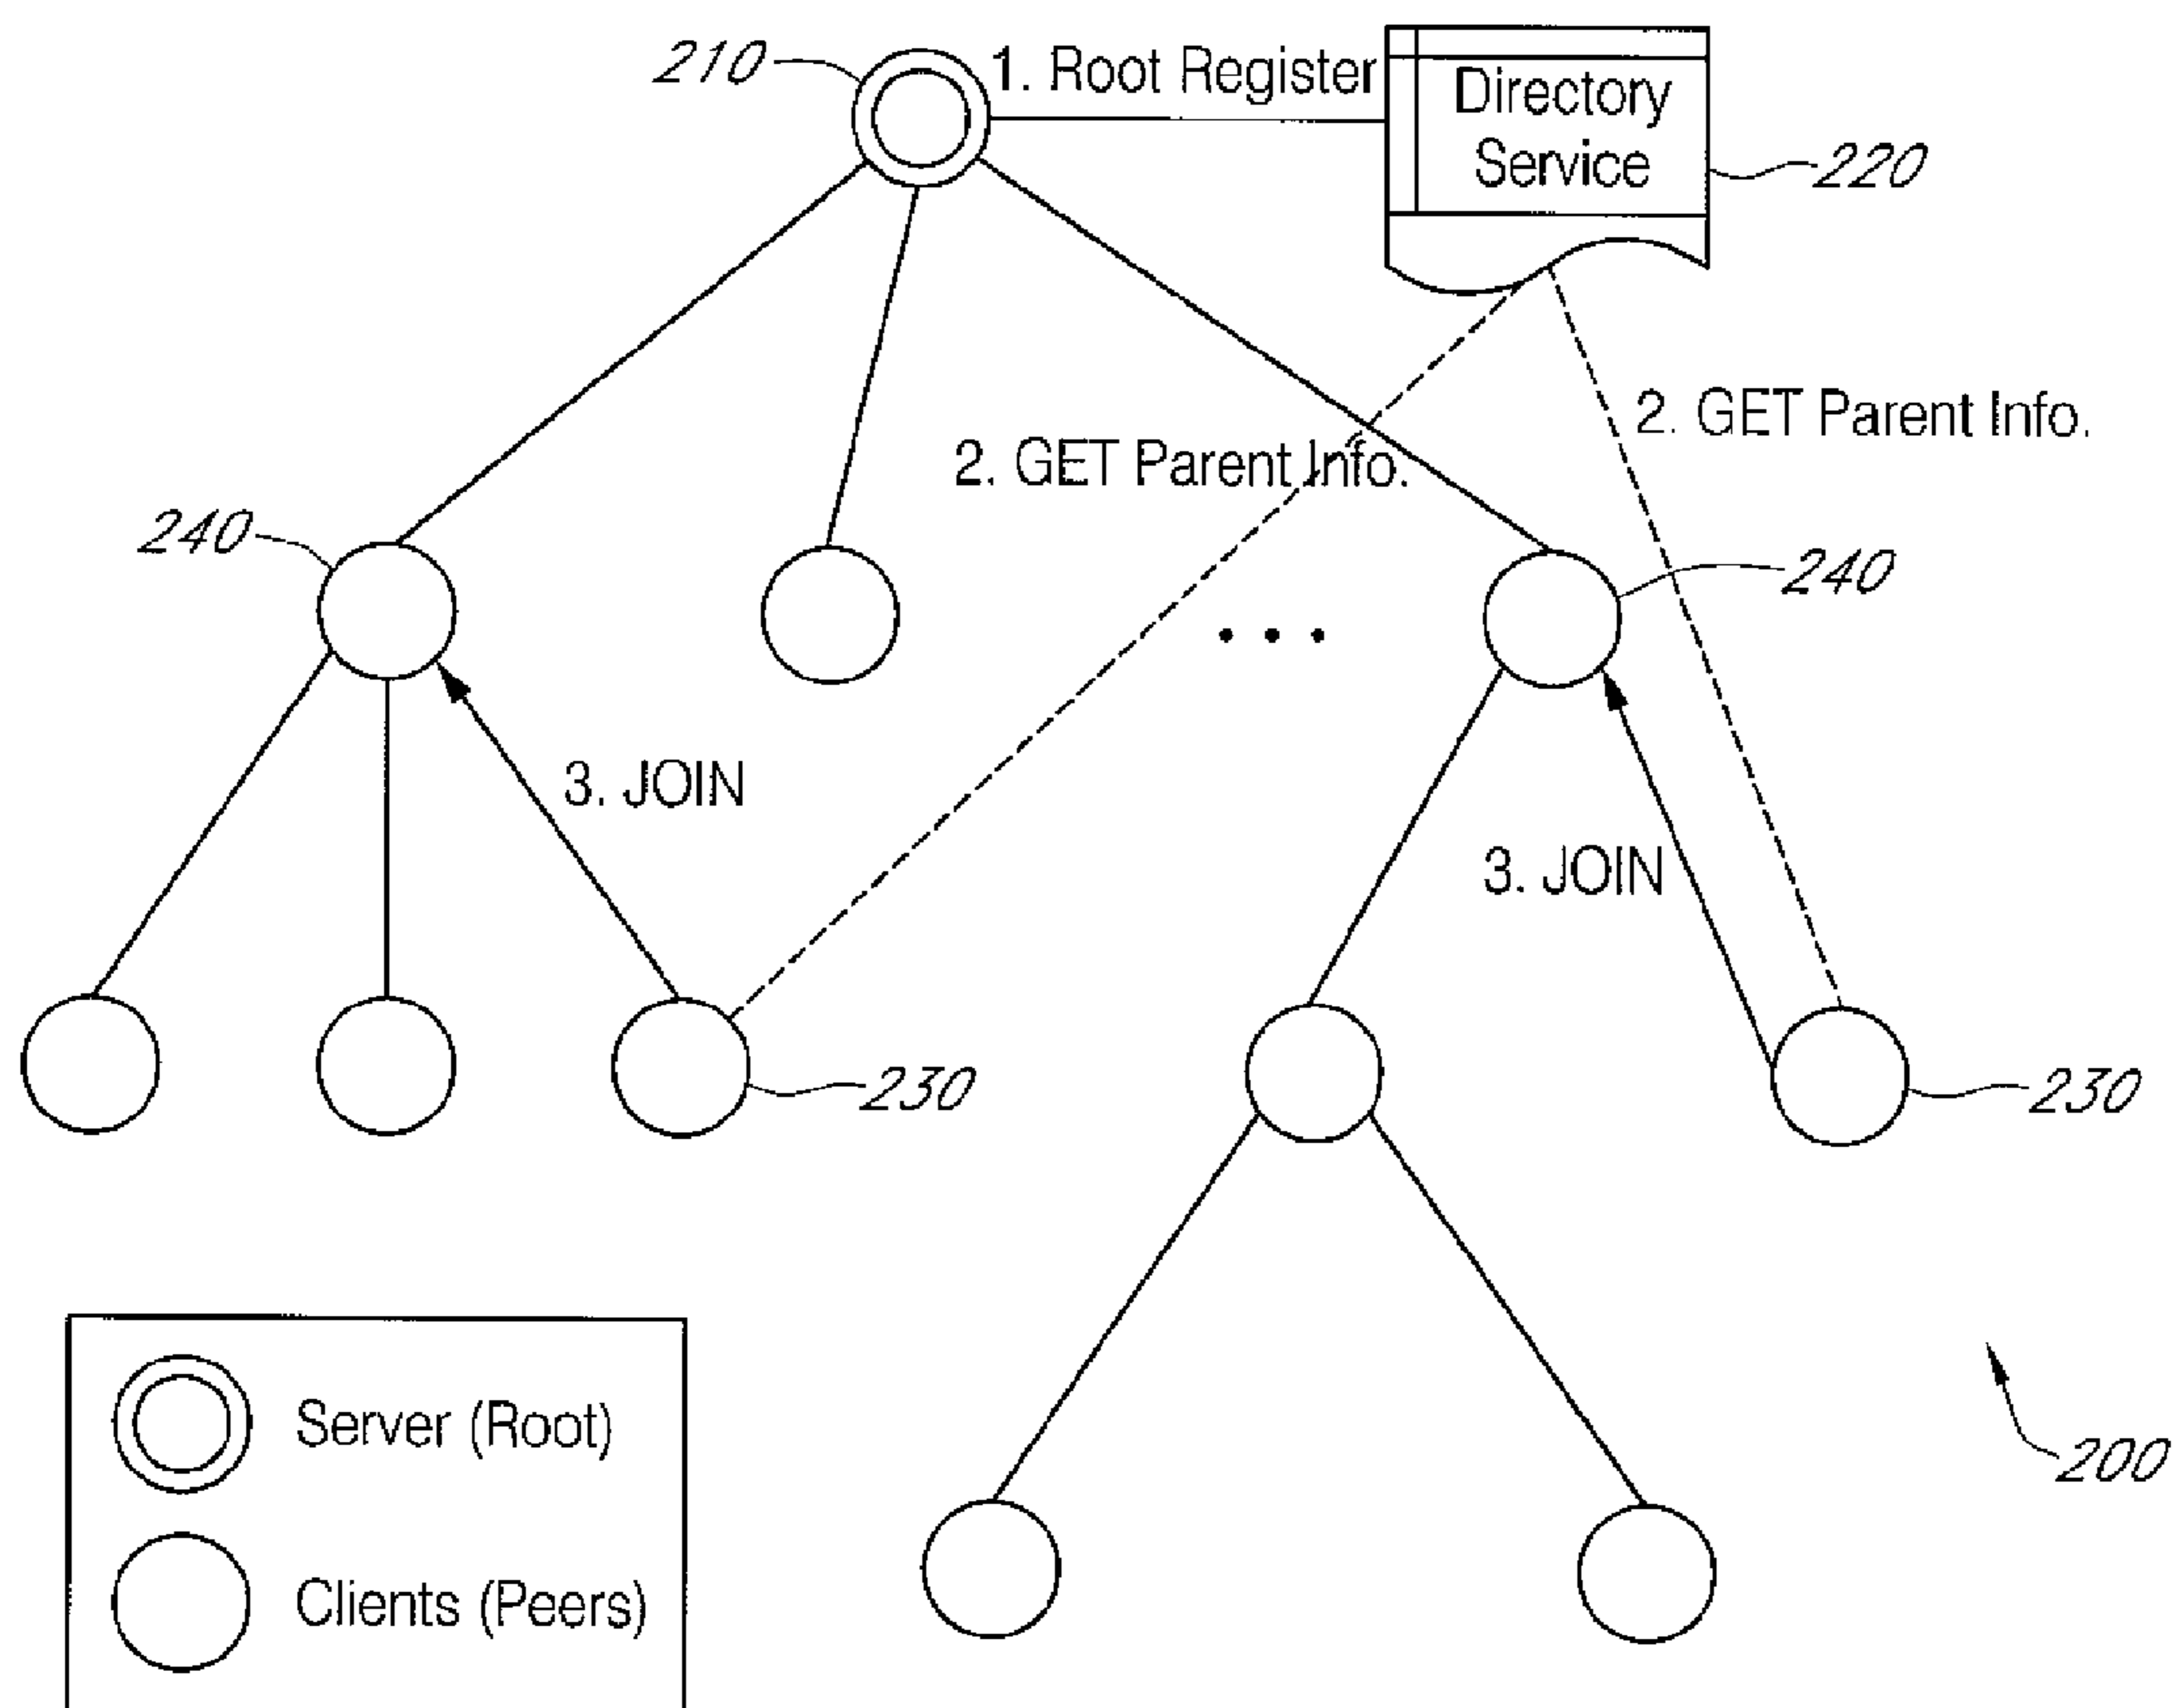 210
1. Root Register
Directory
Service
220
2. GET Parent Info.
2. GET Parent Info.
240
240
• • •
3. JOIN
3. JOIN
230
230
200
Server (Root)
Clients (Peers)